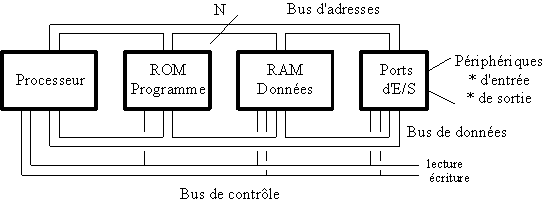 N
Bus d'adresses
Processeur
ROM
Programme
RAM
Données
Ports
d'E/S
Périphériques
* d'entrée
* de sortie
Bus de données
lecture
écriture
Bus de contrôle